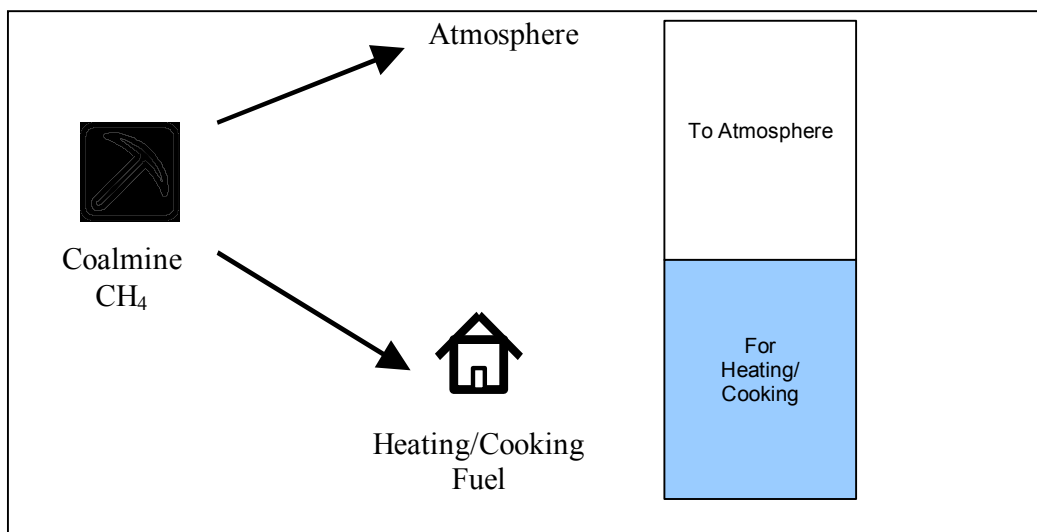 Atmosphere
To Atmosphere
Coalmine
CH₄
For
Heating/
Cooking
Heating/Cooking
Fuel